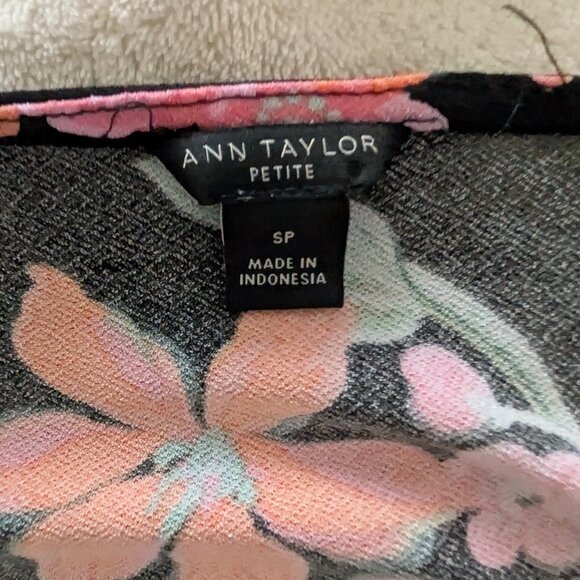 ANN TAYLOR
PETITE
SP
MADE IN
INDONESIA